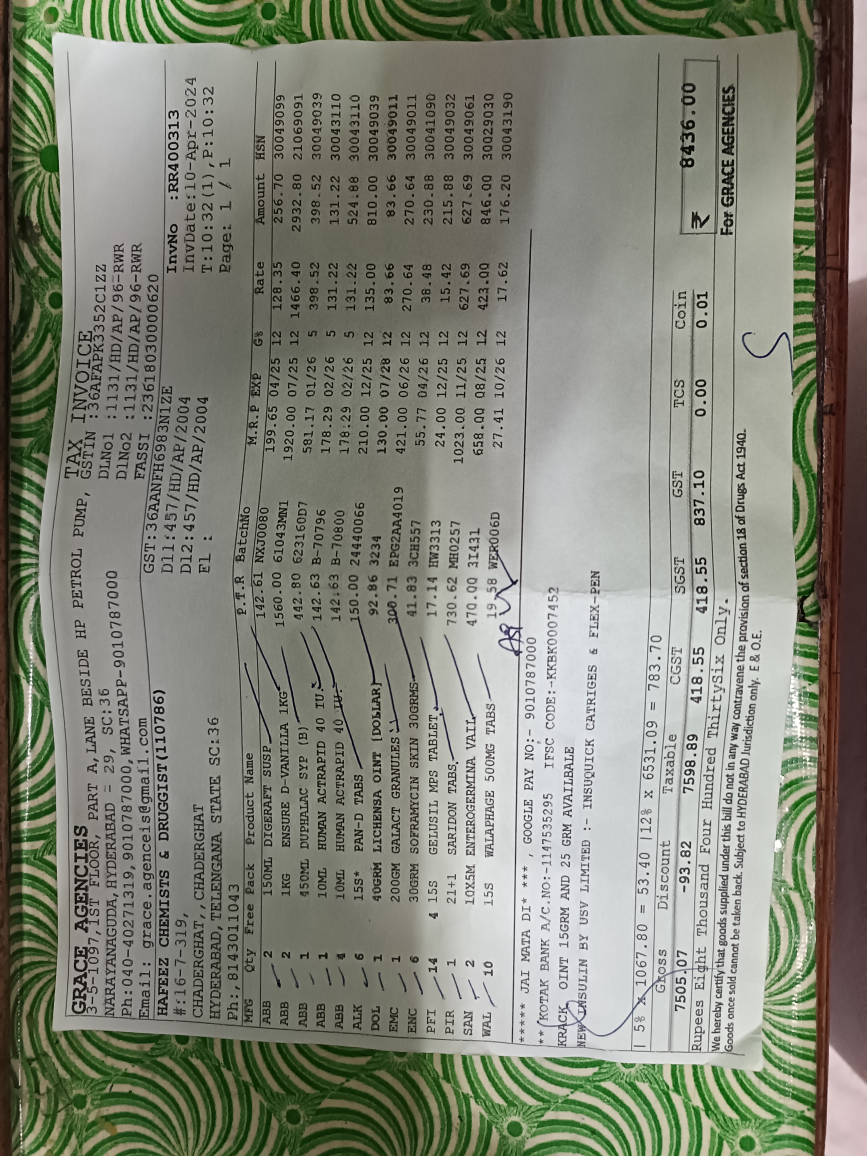 TAX INVOICE
GRACE AGENCIES
3-5-1097,1ST FLOOR, PART A,LANE BESIDE HP PETROL PUMP,
NARAYANAGUDA,HYDERABAD = 29, SC:36
Ph:040-40271319,9010787000,WHATSAPP-9010787000
Email: grace.agenceis@gmail.com
GSTIN :36AFAPK3352C1ZZ
DLNo1 :1131/HD/AP/96-RWR
DlNo2 :1131/HD/AP/96-RWR
FASSI :23618030000620
HAFEEZ CHEMISTS & DRUGGIST(110786)
#:16-7-319,
CHADERGHAT,,CHADERGHAT
HYDERABAD,TELENGANA STATE SC:36
Ph:,8143011043
GST:36AANFH6983N1ZE
Dl1:457/HD/AP/2004
Dl2:457/HD/AP/2004
Fl :
InvNo :RR400313
InvDate:10-Apr-2024
T:10:32(1),P:10:32
Page: 1 / 1
MFG Qty Free Pack Product Name P.T.R BatchNo M.R.P EXP G% Rate Amount HSN
ABB 2 150ML DIGERAFT SUSP 142.61 NXJ0080 199.65 04/25 12 128.35 256.70 30049099
ABB 2 1KG ENSURE D-VANILLA 1KG 1560.00 61043MN1 1920.00 07/25 12 1466.40 2932.80 21069091
ABB 1 450ML DUPHALAC SYP (B) 442.80 623160D7 581.17 01/26 5 398.52 398.52 30049039
ABB 1 10ML HUMAN ACTRAPID 40 IU. 142.63 B-70796 178.29 02/26 5 131.22 131.22 30043110
ABB 4 10ML HUMAN ACTRAPID 40 IU. 142.63 B-70800 178.29 02/26 5 131.22 524.88 30043110
ALK 6 15S* PAN-D TABS 150.00 24440066 210.00 12/25 12 135.00 810.00 30049039
DOL 1 40GRM LICHENSA OINT [DOLLAR] 92.86 3234 130.00 07/28 12 83.66 83.66 30049011
EMC 1 200GM GALACT GRANULES 300.71 EPG2AA4019 421.00 06/26 12 270.64 270.64 30049011
ENC 6 30GRM SOFRAMYCIN SKIN 30GRMS 41.83 3CH557 55.77 04/26 12 38.48 230.88 30041090
PFI 14 4 15S GELUSIL MPS TABLET 17.14 HW3313 24.00 12/25 12 15.42 215.88 30049032
PIR 1 21+1 SARIDON TABS 730.62 MH0257 1023.00 11/25 12 627.69 627.69 30049061
SAN 2 10X5M ENTEROGERMINA VAIL 470.00 3I431 658.00 08/25 12 423.00 846.00 30029030
WAL 10 15S WALAPHAGE 500MG TABS 19.58 WER006D 27.41 10/26 12 17.62 176.20 30043190
***** JAI MATA DI* *** , GOOGLE PAY NO:- 9010787000
**/KOTAK BANK A/C.NO:-1147535295 IFSC CODE:-KKBK0007452
KRACK OINT 15GRM AND 25 GRM AVAILBALE
NEW INSULIN BY USV LIMITED :- INSUQUICK CATRIGES & FLEX-PEN
| 5% x 1067.80 = 53.40 |12% x 6531.09 = 783.70
Gross Discount Taxable CGST SGST GST TCS Coin
7505.07 -93.82 7598.89 418.55 418.55 837.10 0.00 0.01 ₹ 8436.00
Rupees Eight Thousand Four Hundred ThirtySix Only.
We hereby certify that goods supplied under this bill do not in any way contravene the provision of section 18 of Drugs Act 1940.
Goods once sold cannot be taken back. Subject to HYDERABAD Jurisdiction only. E & O.E.
For GRACE AGENCIES